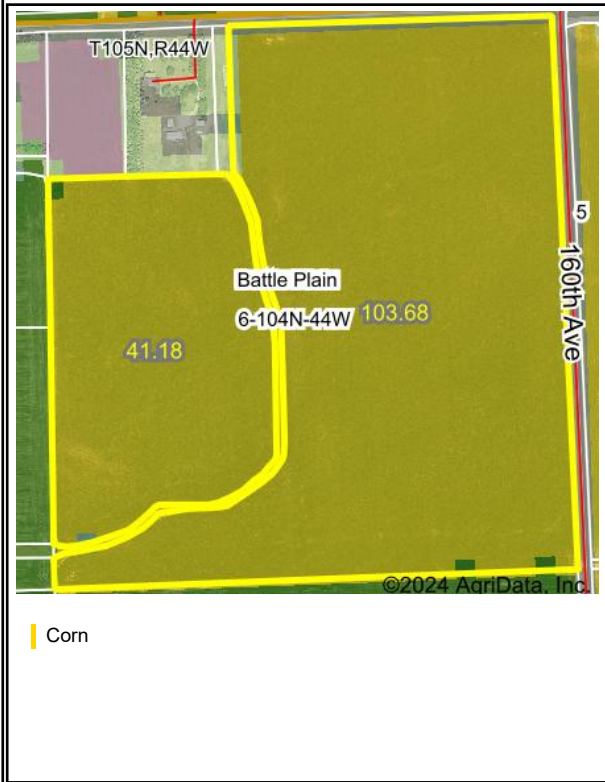 T105N,R44W
5
Battle Plain
160th Ave
6-104N-44W
103.68
41.18
©2024 AgriData, Inc.
Corn